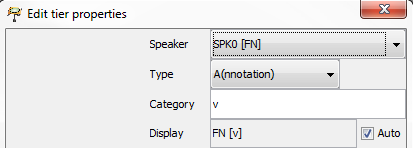 Edit tier properties
Speaker SPK0 [FN]
Type A(nnotation)
Category v
Display FN [v] Auto